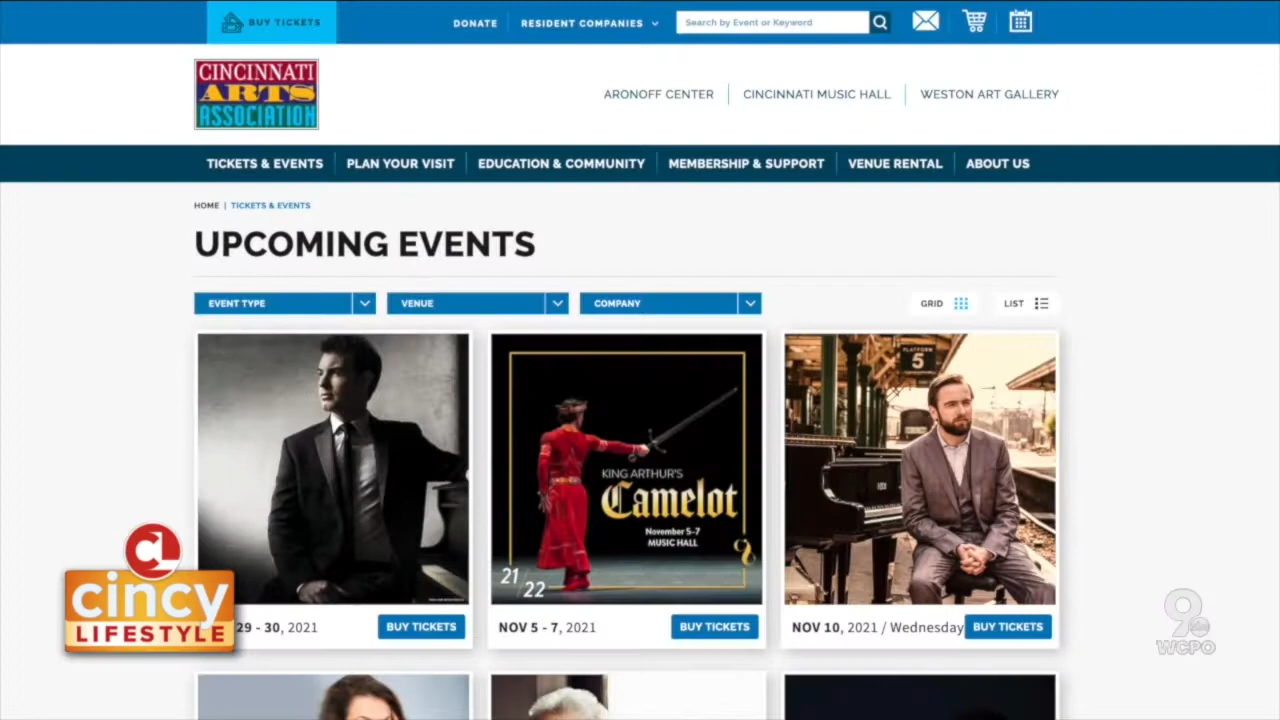 BUY TICKETS
DONATE
RESIDENT COMPANIES
Search by Event or Keyword
CINCINNATI
ARTS
ASSOCIATION
ARONOFF CENTER
CINCINNATI MUSIC HALL
WESTON ART GALLERY
TICKETS & EVENTS
PLAN YOUR VISIT
EDUCATION & COMMUNITY
MEMBERSHIP & SUPPORT
VENUE RENTAL
ABOUT US
HOME | TICKETS & EVENTS
UPCOMING EVENTS
EVENT TYPE
VENUE
COMPANY
GRID
LIST
KING ARTHUR'S
Camelot
November 5-7
MUSIC HALL
21/22
PLATFORM
5
29 - 30, 2021
BUY TICKETS
NOV 5 - 7, 2021
BUY TICKETS
NOV 10, 2021 / Wednesday
BUY TICKETS
cincy
LIFESTYLE
9
abc
WCPO